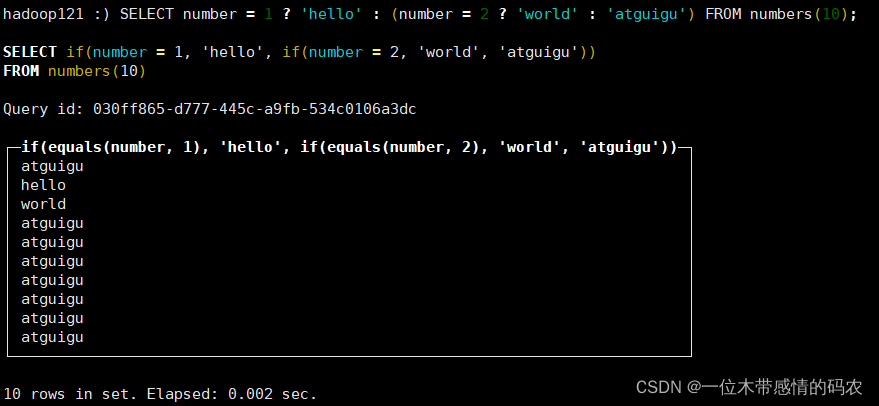 hadoop121 :) SELECT number = 1 ? 'hello' : (number = 2 ? 'world' : 'atguigu') FROM numbers(10);
SELECT if(number = 1, 'hello', if(number = 2, 'world', 'atguigu'))
FROM numbers(10)
Query id: 030ff865-d777-445c-a9fb-534c0106a3dc
if(equals(number, 1), 'hello', if(equals(number, 2), 'world', 'atguigu'))
atguigu
hello
world
atguigu
atguigu
atguigu
atguigu
atguigu
atguigu
atguigu
10 rows in set. Elapsed: 0.002 sec.
CSDN @一位木带感情的码农